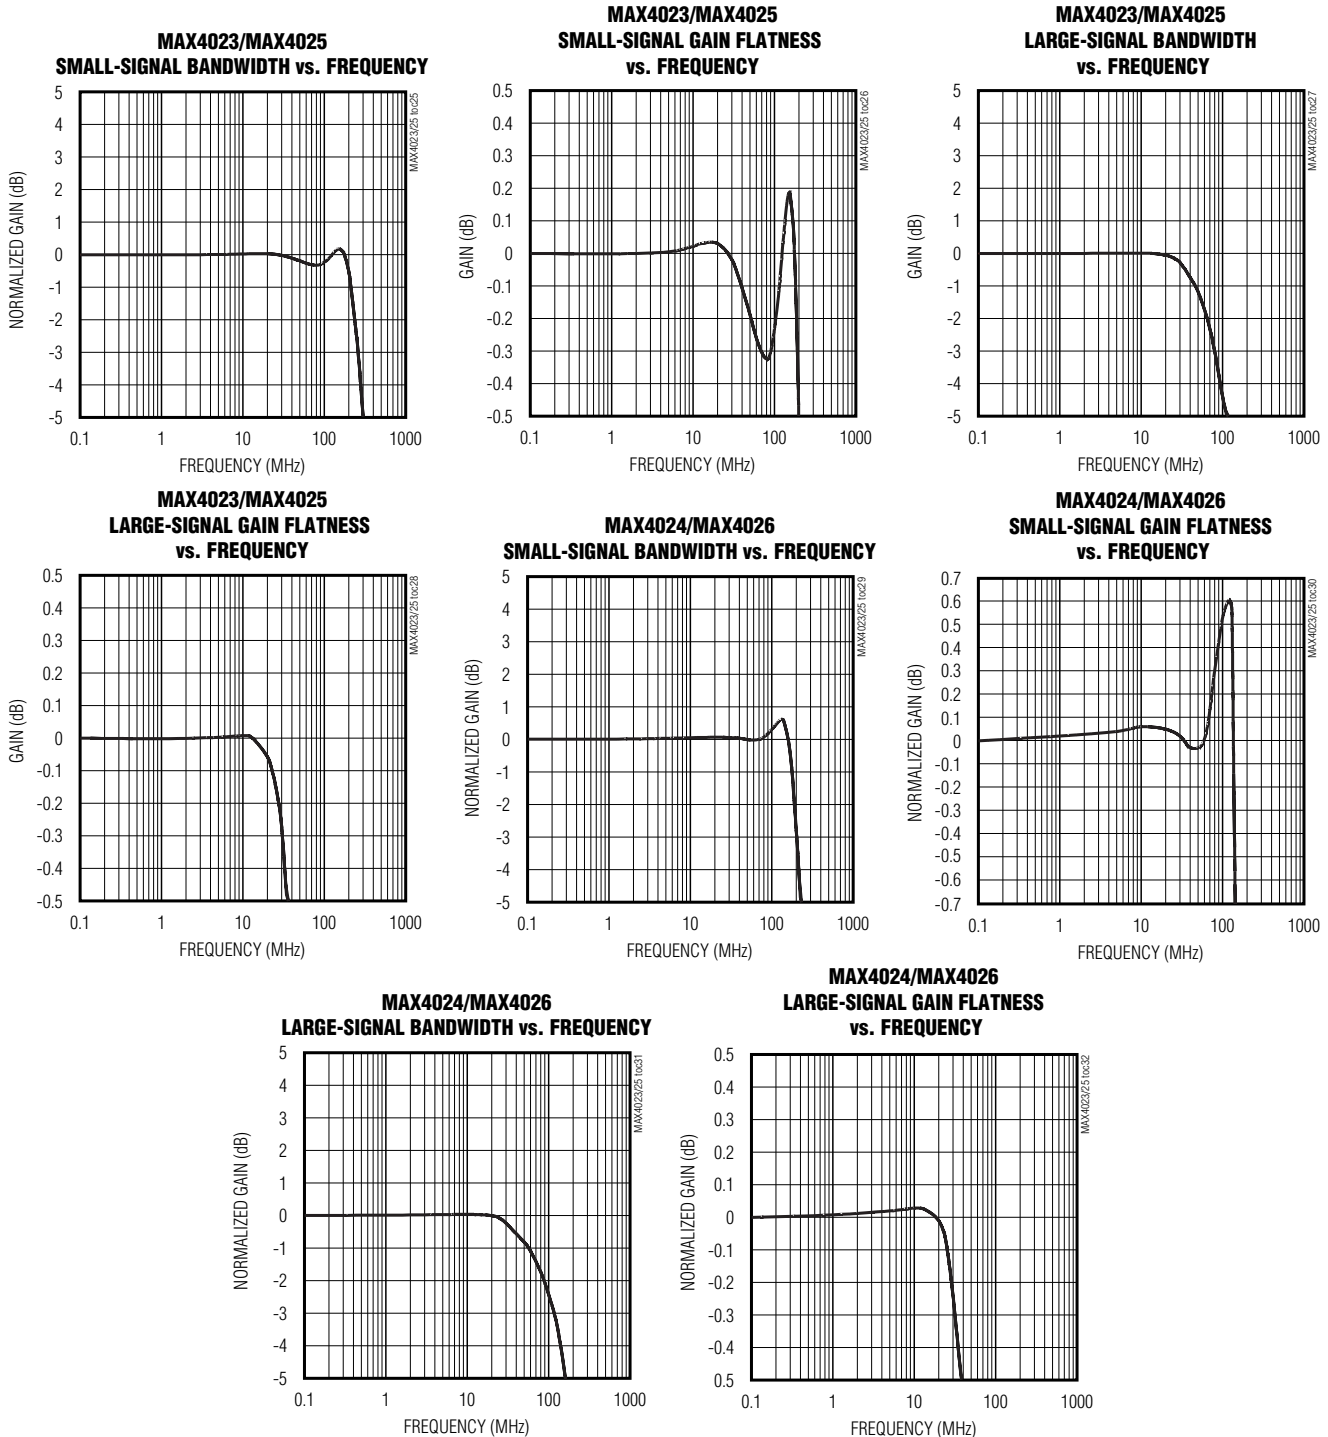 MAX4023/MAX4025
SMALL-SIGNAL BANDWIDTH vs. FREQUENCY
5
4
3
2
1
0
-1
-2
-3
-4
-5
NORMALIZED GAIN (dB)
0.1 1 10 100 1000
FREQUENCY (MHz)
MAX4023/25 toc25
MAX4023/MAX4025
SMALL-SIGNAL GAIN FLATNESS
vs. FREQUENCY
0.5
0.4
0.3
0.2
0.1
0
-0.1
-0.2
-0.3
-0.4
-0.5
GAIN (dB)
0.1 1 10 100 1000
FREQUENCY (MHz)
MAX4023/25 toc26
MAX4023/MAX4025
LARGE-SIGNAL BANDWIDTH
vs. FREQUENCY
5
4
3
2
1
0
-1
-2
-3
-4
-5
GAIN (dB)
0.1 1 10 100 1000
FREQUENCY (MHz)
MAX4023/25 toc27
MAX4023/MAX4025
LARGE-SIGNAL GAIN FLATNESS
vs. FREQUENCY
0.5
0.4
0.3
0.2
0.1
0
-0.1
-0.2
-0.3
-0.4
-0.5
GAIN (dB)
0.1 1 10 100 1000
FREQUENCY (MHz)
MAX4023/25 toc28
MAX4024/MAX4026
SMALL-SIGNAL BANDWIDTH vs. FREQUENCY
5
4
3
2
1
0
-1
-2
-3
-4
-5
NORMALIZED GAIN (dB)
0.1 1 10 100 1000
FREQUENCY (MHz)
MAX4023/25 toc29
MAX4024/MAX4026
SMALL-SIGNAL GAIN FLATNESS
vs. FREQUENCY
0.7
0.6
0.5
0.4
0.3
0.2
0.1
0
-0.1
-0.2
-0.3
-0.4
-0.5
-0.6
-0.7
NORMALIZED GAIN (dB)
0.1 1 10 100 1000
FREQUENCY (MHz)
MAX4023/25 toc30
MAX4024/MAX4026
LARGE-SIGNAL BANDWIDTH vs. FREQUENCY
5
4
3
2
1
0
-1
-2
-3
-4
-5
NORMALIZED GAIN (dB)
0.1 1 10 100 1000
FREQUENCY (MHz)
MAX4023/25 toc31
MAX4024/MAX4026
LARGE-SIGNAL GAIN FLATNESS
vs. FREQUENCY
0.5
0.4
0.3
0.2
0.1
0
-0.1
-0.2
-0.3
-0.4
0.5
NORMALIZED GAIN (dB)
0.1 1 10 100 1000
FREQUENCY (MHz)
MAX4023/25 toc32